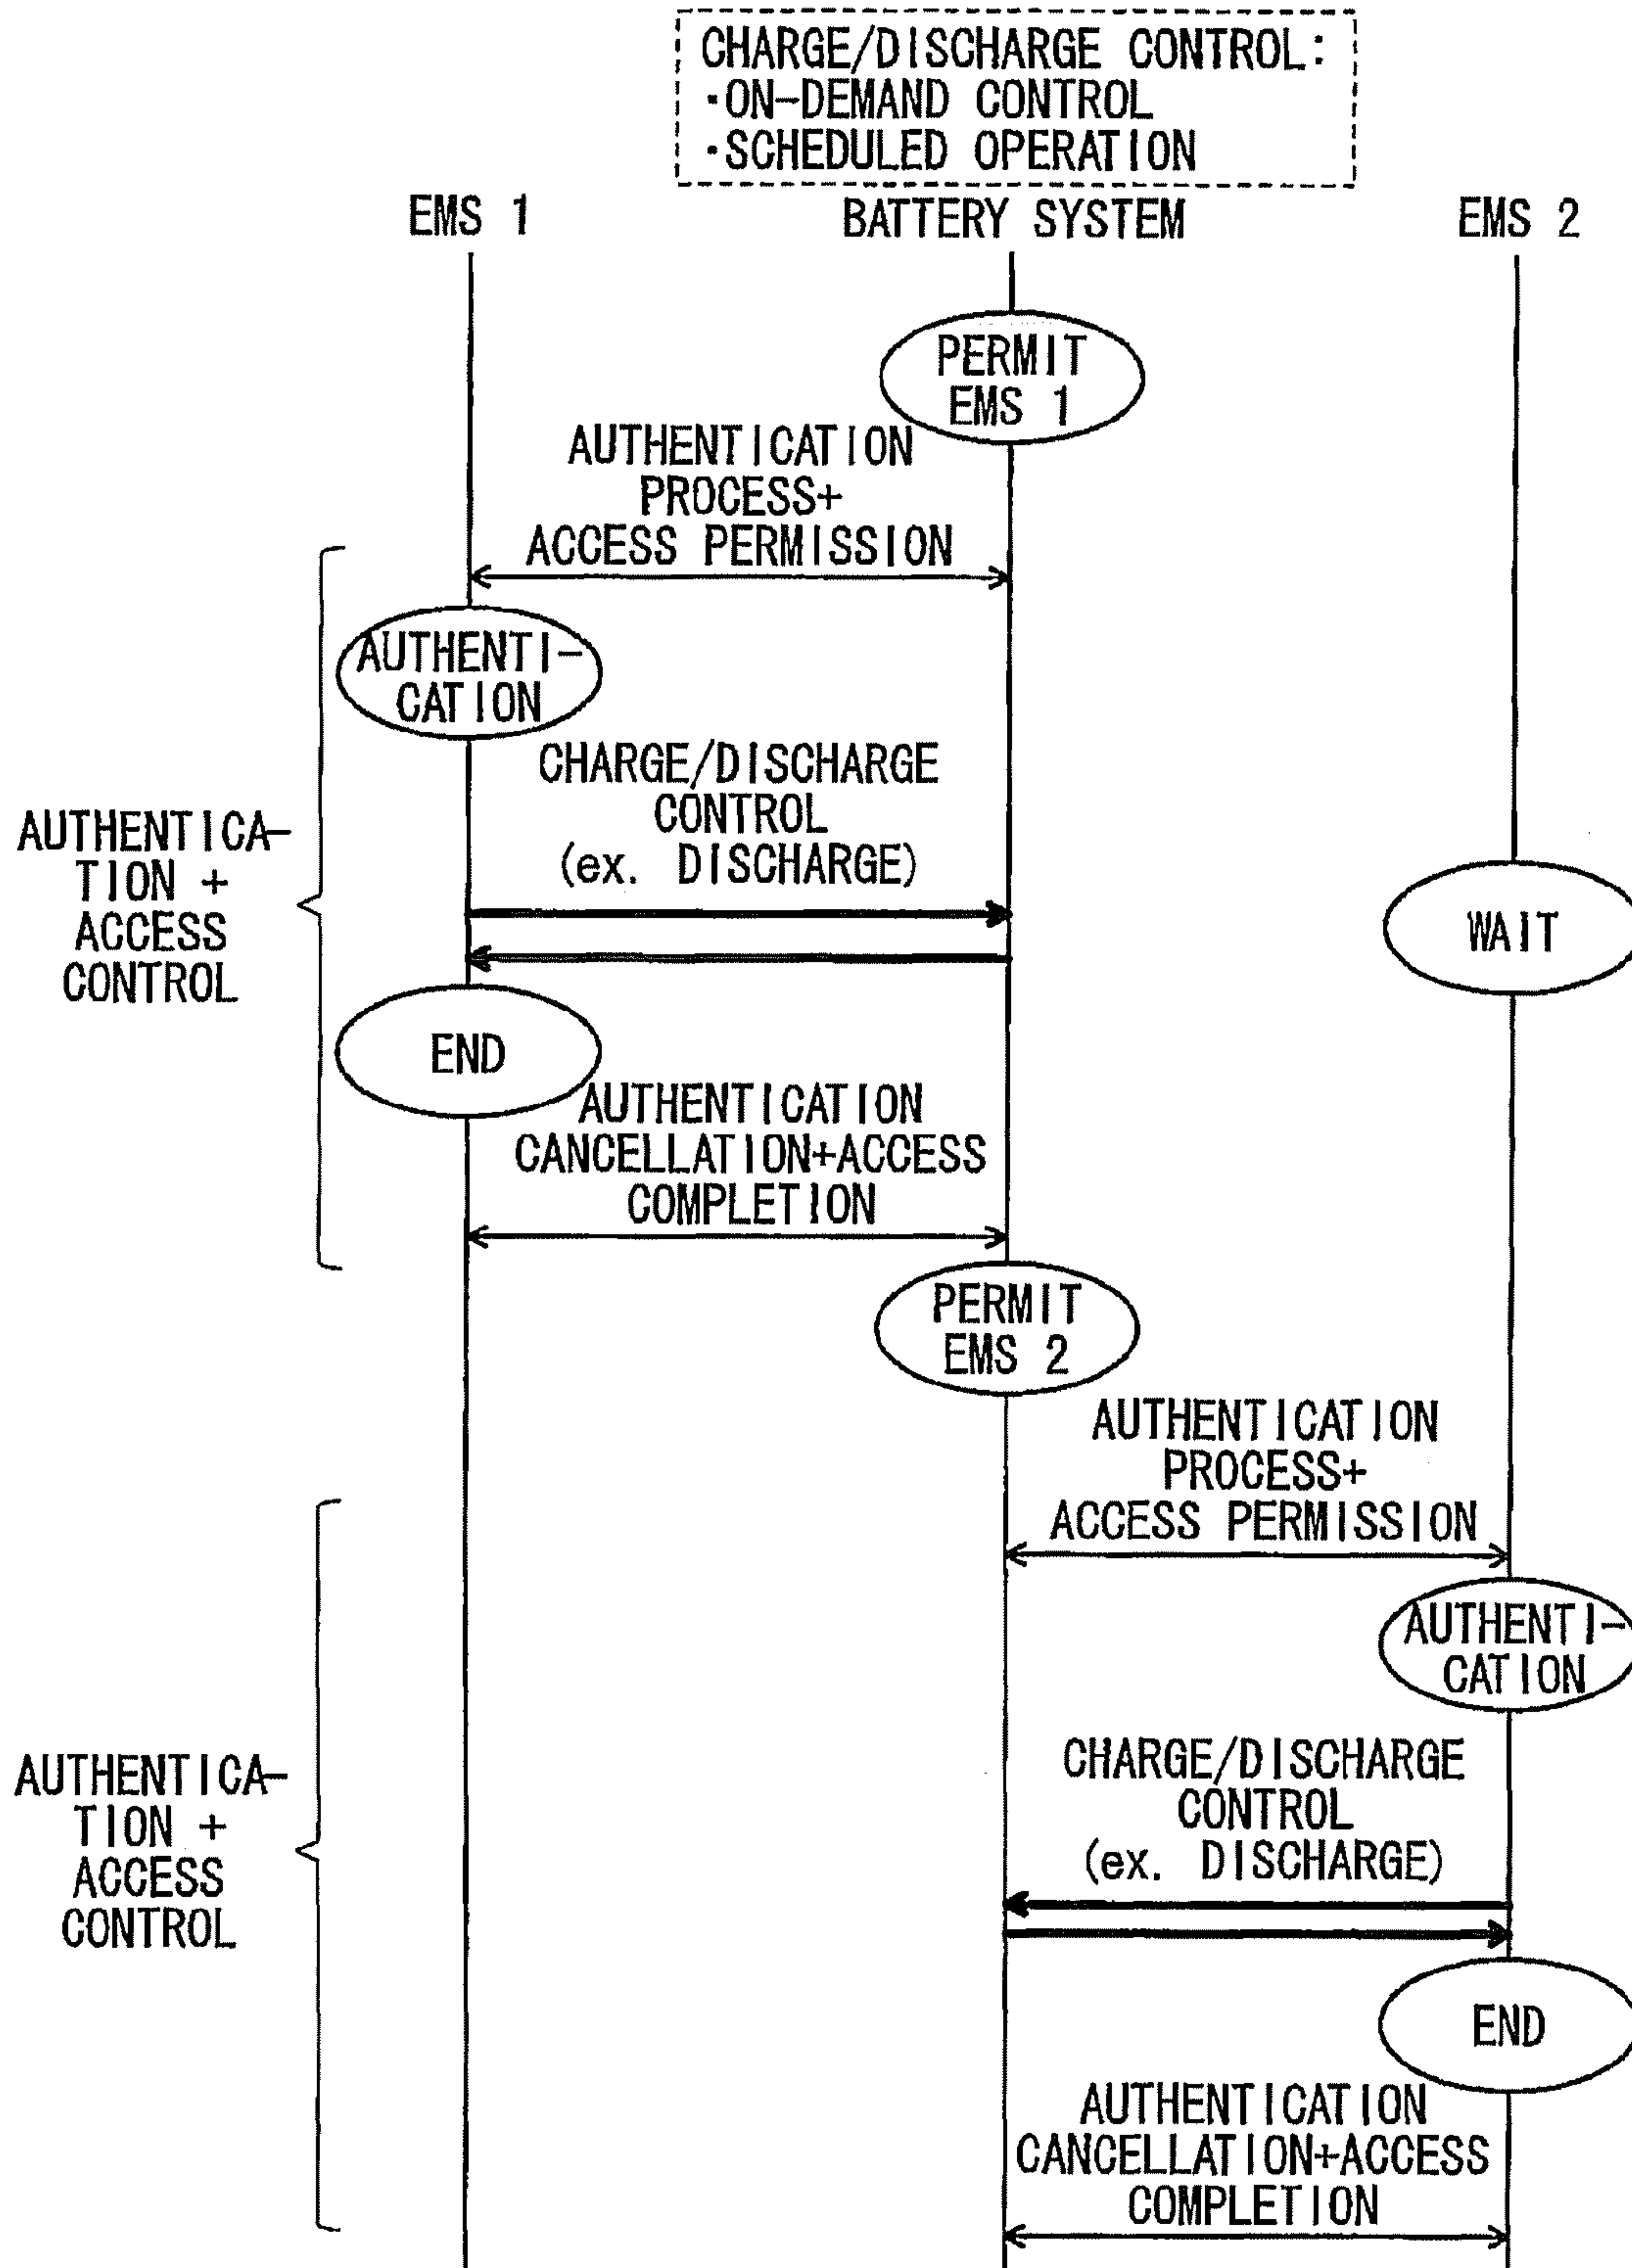 CHARGE/DISCHARGE CONTROL:
·ON-DEMAND CONTROL
·SCHEDULED OPERATION
EMS 1
BATTERY SYSTEM
EMS 2
PERMIT
EMS 1
AUTHENTICATION
PROCESS+
ACCESS PERMISSION
AUTHENTI-
CATION
CHARGE/DISCHARGE
CONTROL
(ex. DISCHARGE)
AUTHENTICA-
TION +
ACCESS
CONTROL
WAIT
END
AUTHENTICATION
CANCELLATION+ACCESS
COMPLETION
PERMIT
EMS 2
AUTHENTICATION
PROCESS+
ACCESS PERMISSION
AUTHENTI-
CATION
CHARGE/DISCHARGE
CONTROL
(ex. DISCHARGE)
AUTHENTICA-
TION +
ACCESS
CONTROL
END
AUTHENTICATION
CANCELLATION+ACCESS
COMPLETION